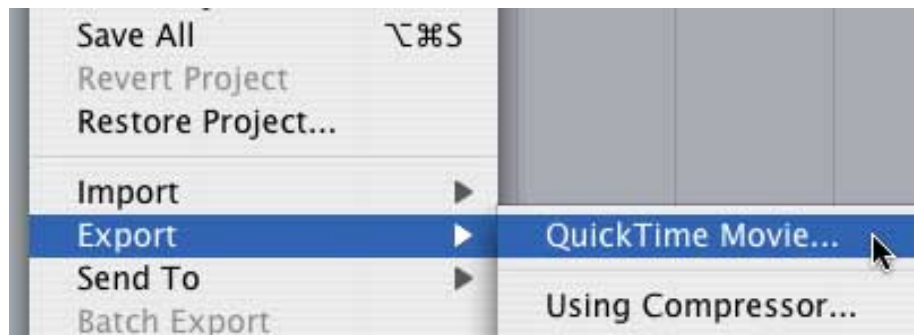 Save All ⌥⌘S
Revert Project
Restore Project...
Import
Export
QuickTime Movie...
Send To
Using Compressor...
Batch Export